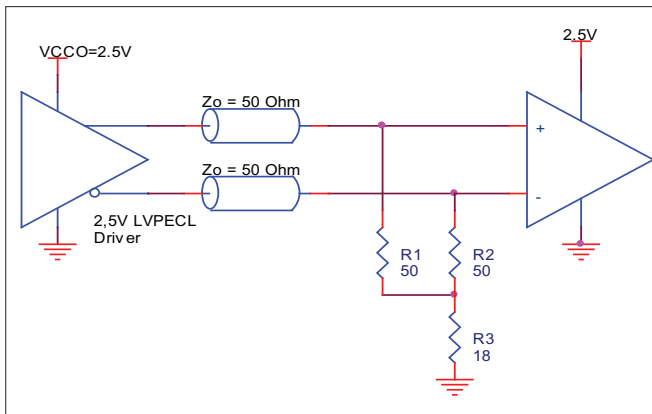 VCCO=2.5V
2.5V
Zo = 50 Ohm
+
Zo = 50 Ohm
-
2,5V LVPECL
Driver
R1
50
R2
50
R3
18